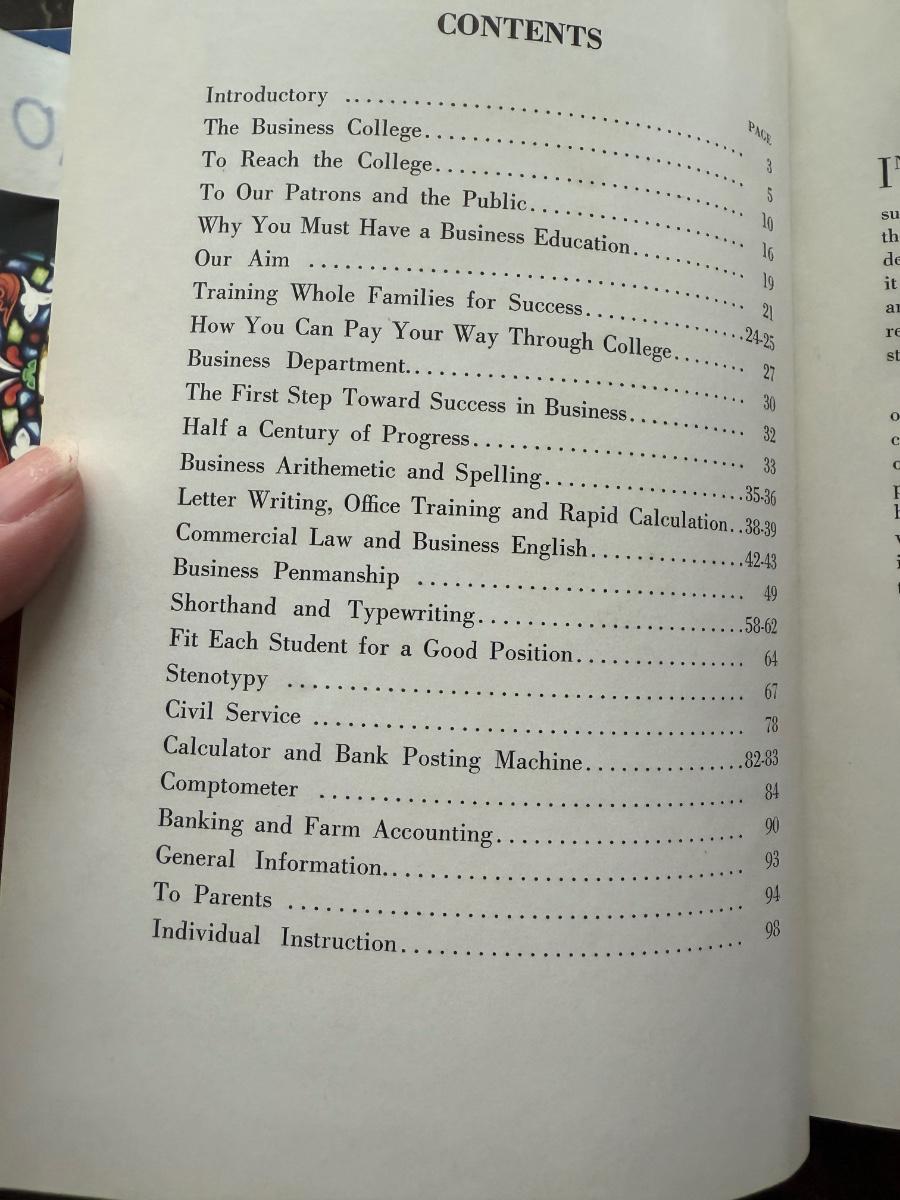 CONTENTS
PAGE
Introductory .......... 3
The Business College.......... 5
To Reach the College.......... 10
To Our Patrons and the Public.......... 16
Why You Must Have a Business Education.......... 19
Our Aim .......... 21
Training Whole Families for Success..........24-25
How You Can Pay Your Way Through College....... 27
Business Department.......... 30
The First Step Toward Success in Business.......... 32
Half a Century of Progress.......... 33
Business Arithemetic and Spelling..........35-36
Letter Writing, Office Training and Rapid Calculation..38-39
Commercial Law and Business English..........42-43
Business Penmanship .......... 49
Shorthand and Typewriting..........58-62
Fit Each Student for a Good Position.......... 64
Stenotypy .......... 67
Civil Service .......... 78
Calculator and Bank Posting Machine..........82-83
Comptometer .......... 84
Banking and Farm Accounting.......... 90
General Information.......... 93
To Parents .......... 94
Individual Instruction.......... 98